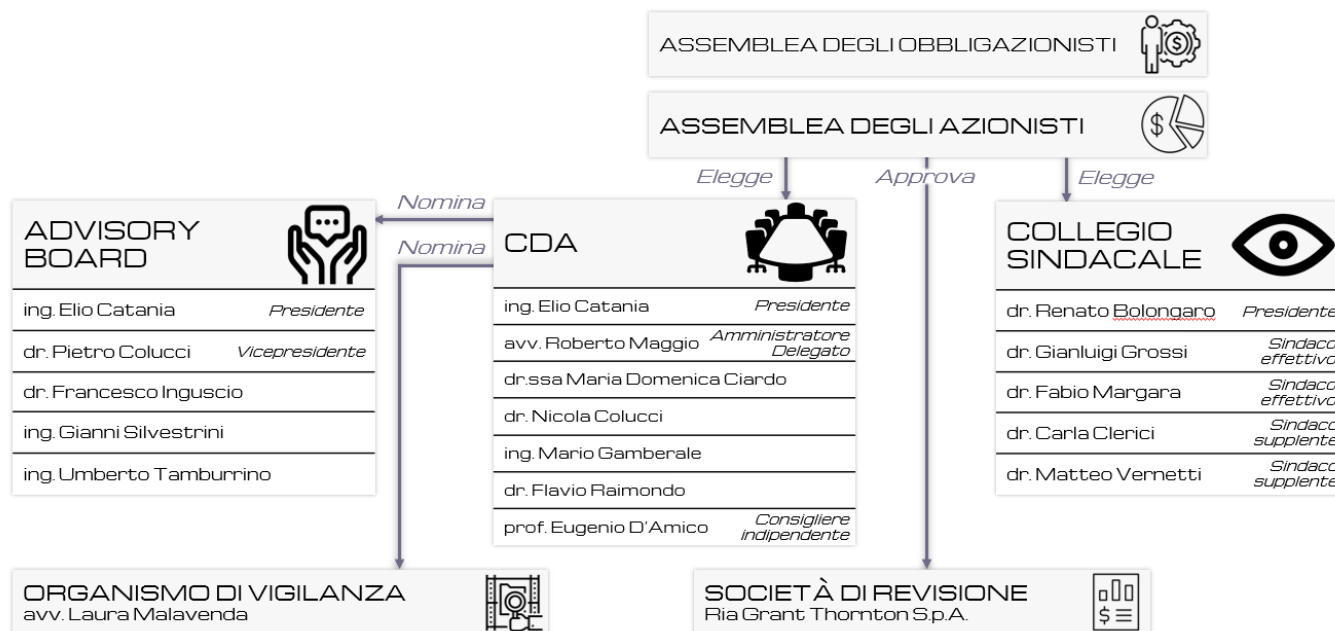 ASSEMBLEA DEGLI OBBLIGAZIONISTI
ASSEMBLEA DEGLI AZIONISTI
Elegge
Approva
Elegge
Nomina
Nomina
ADVISORY
BOARD
ing. Elio Catania Presidente
dr. Pietro Colucci Vicepresidente
dr. Francesco Inguscio
ing. Gianni Silvestrini
ing. Umberto Tamburrino
CDA
ing. Elio Catania Presidente
avv. Roberto Maggio Amministratore
Delegato
dr.ssa Maria Domenica Ciardo
dr. Nicola Colucci
ing. Mario Gamberale
dr. Flavio Raimondo
prof. Eugenio D'Amico Consigliere
indipendente
COLLEGIO
SINDACALE
dr. Renato Bolongaro Presidente
dr. Gianluigi Grossi Sindaco
effettivo
dr. Fabio Margara Sindaco
effettivo
dr. Carla Clerici Sindaco
supplente
dr. Matteo Vernetti Sindaco
supplente
ORGANISMO DI VIGILANZA
avv. Laura Malavenda
SOCIETÀ DI REVISIONE
Ria Grant Thornton S.p.A.